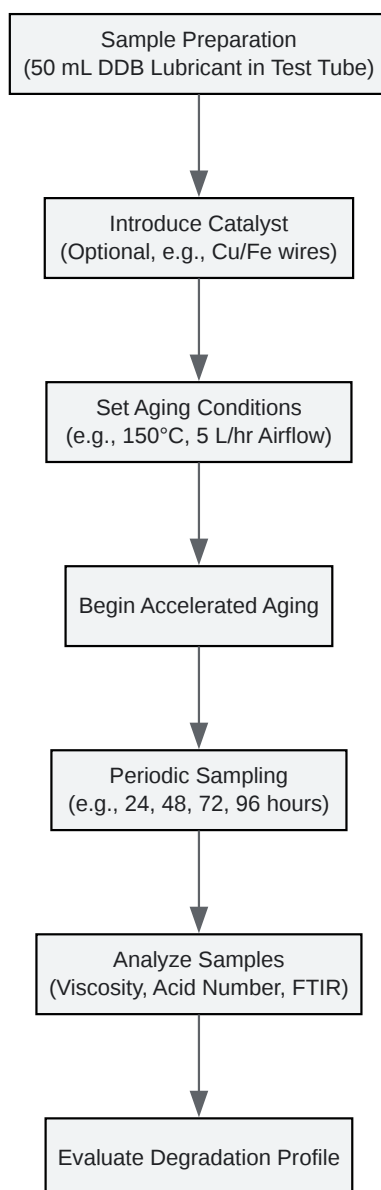 Sample Preparation
(50 mL DDB Lubricant in Test Tube)
Introduce Catalyst
(Optional, e.g., Cu/Fe wires)
Set Aging Conditions
(e.g., 150°C, 5 L/hr Airflow)
Begin Accelerated Aging
Periodic Sampling
(e.g., 24, 48, 72, 96 hours)
Analyze Samples
(Viscosity, Acid Number, FTIR)
Evaluate Degradation Profile